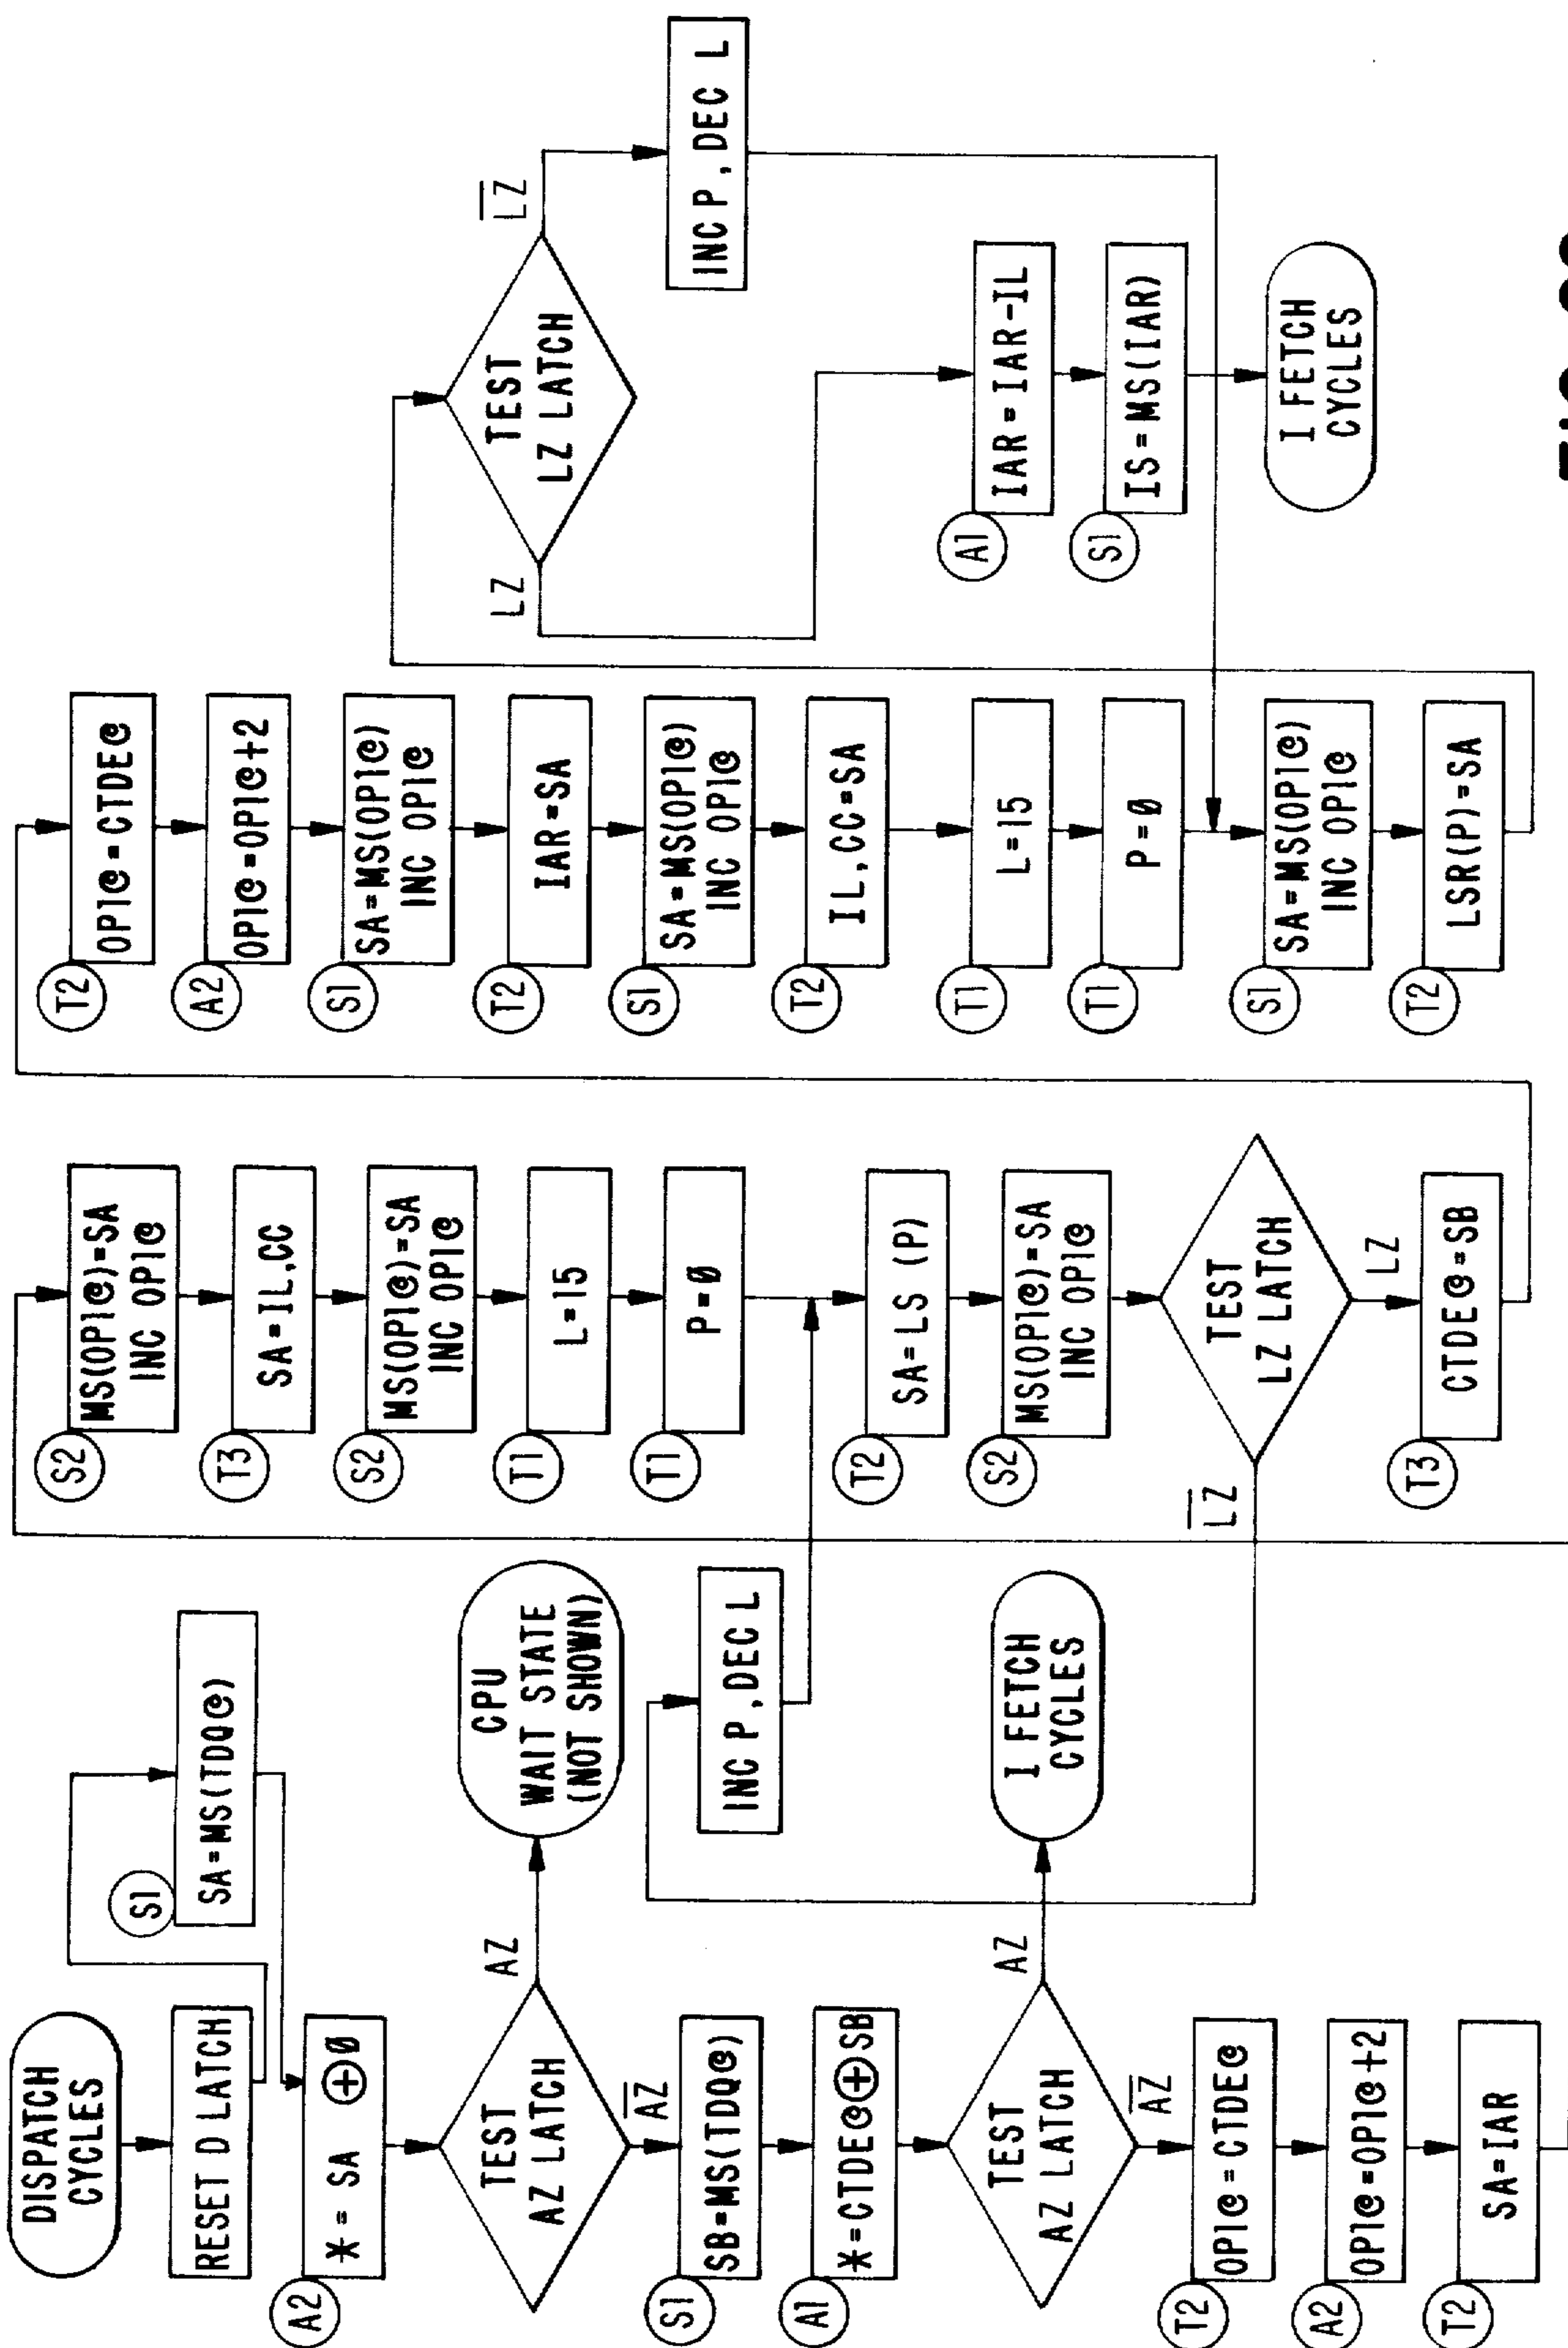 DISPATCH
CYCLES
RESET D LATCH
S1
SA=MS(TDQ@)
A2
* = SA ⊕ Ø
TEST
AZ LATCH
AZ
CPU
WAIT STATE
(NOT SHOWN)
A̅Z̅
S1
SB=MS(TDQ@)
A1
*=CTDE@⊕SB
TEST
AZ LATCH
AZ
I FETCH
CYCLES
A̅Z̅
T2
OP1@=CTDE@
A2
OP1@=OP1@+2
T2
SA=IAR
S2
MS(OP1@)=SA
INC OP1@
T3
SA=IL,CC
S2
MS(OP1@)=SA
INC OP1@
T1
L=15
T1
P=Ø
INC P, DEC L
T2
SA=LS (P)
S2
MS(OP1@)=SA
INC OP1@
TEST
LZ LATCH
L̅Z̅
LZ
T3
CTDE@=SB
T2
OP1@=CTDE@
A2
OP1@=OP1@+2
S1
SA=MS(OP1@)
INC OP1@
T2
IAR=SA
S1
SA=MS(OP1@)
INC OP1@
T2
IL,CC=SA
T1
L=15
T1
P=Ø
S1
SA=MS(OP1@)
INC OP1@
T2
LSR(P)=SA
TEST
LZ LATCH
LZ
L̅Z̅
INC P, DEC L
A1
IAR=IAR-IL
S1
IS=MS(IAR)
I FETCH
CYCLES